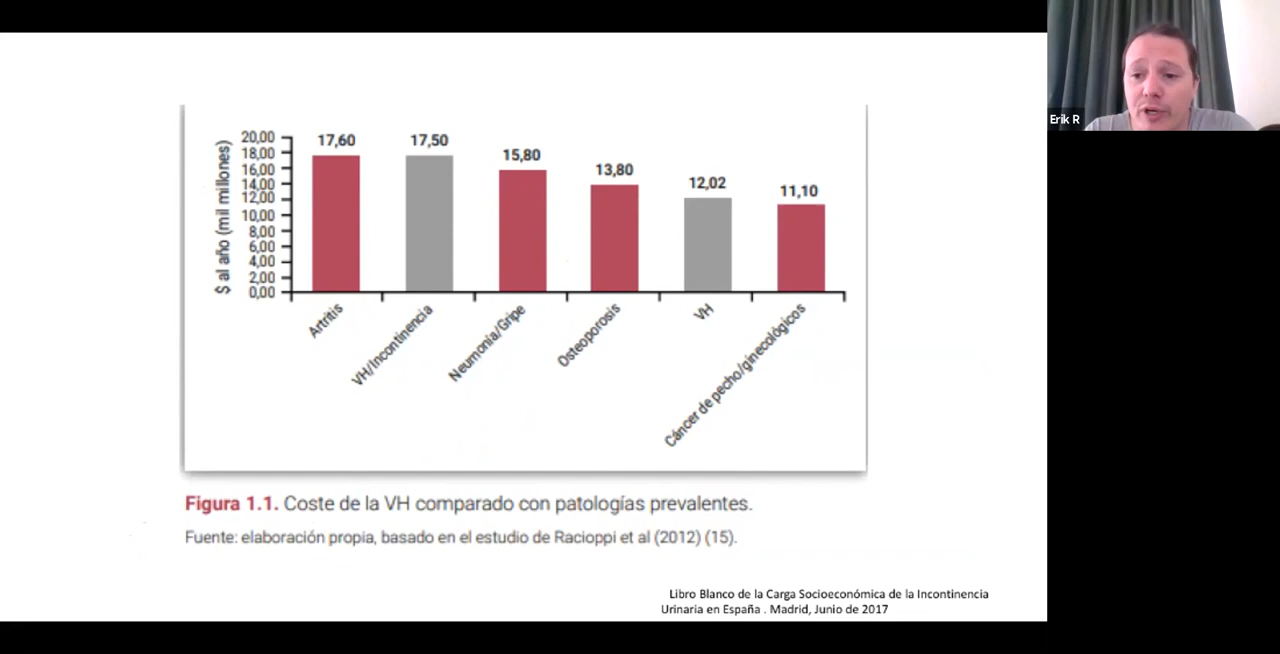 $ al año (mil millones)
20,00
18,00
16,00
14,00
12,00
10,00
8,00
6,00
4,00
2,00
0,00
17,60
17,50
15,80
13,80
12,02
11,10
Artritis
VH/Incontinencia
Neumonía/Gripe
Osteoporosis
VH
Cáncer de pecho/ginecológicos
Figura 1.1. Coste de la VH comparado con patologías prevalentes.
Fuente: elaboración propia, basado en el estudio de Racioppi et al (2012) (15).
Libro Blanco de la Carga Socioeconómica de la Incontinencia
Urinaria en España . Madrid, Junio de 2017
Erik R